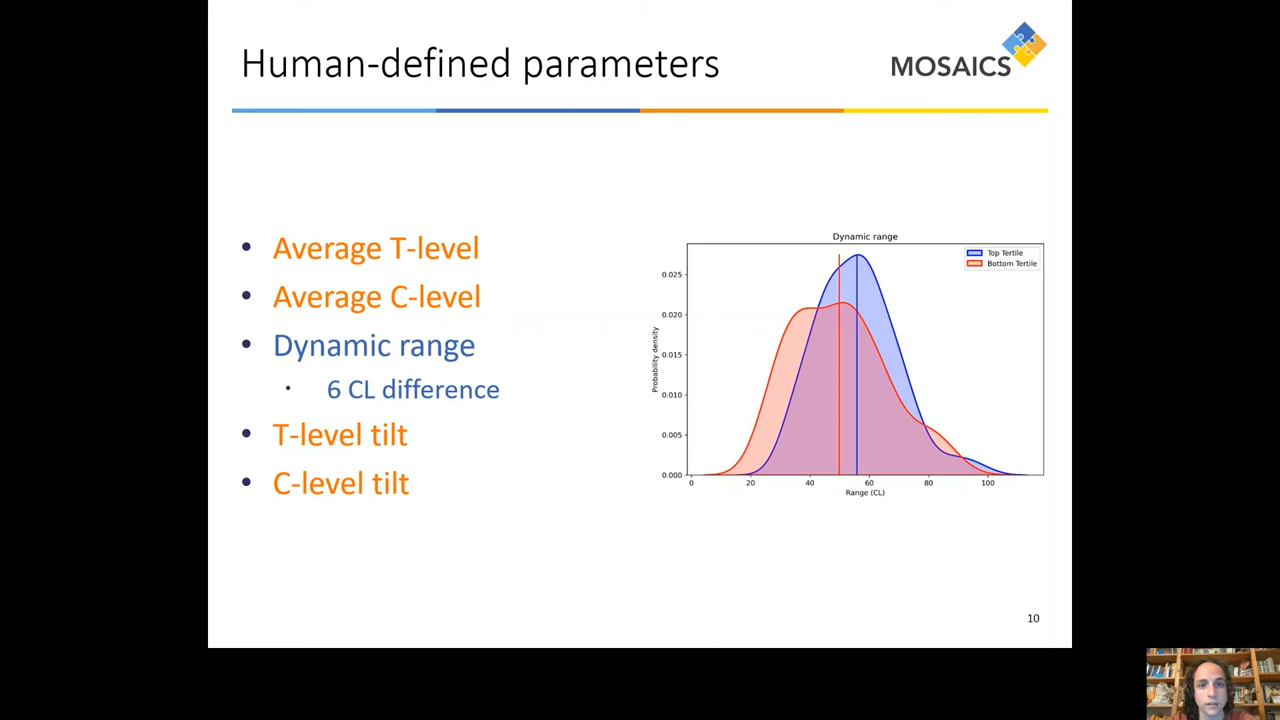 Human-defined parameters
MOSAICS
• Average T-level
• Average C-level
• Dynamic range
• 6 CL difference
• T-level tilt
• C-level tilt
Dynamic range
Top Tertile
Bottom Tertile
Probability density
0.025
0.020
0.015
0.010
0.005
0.000
0 20 40 60 80 100
Range (CL)
10